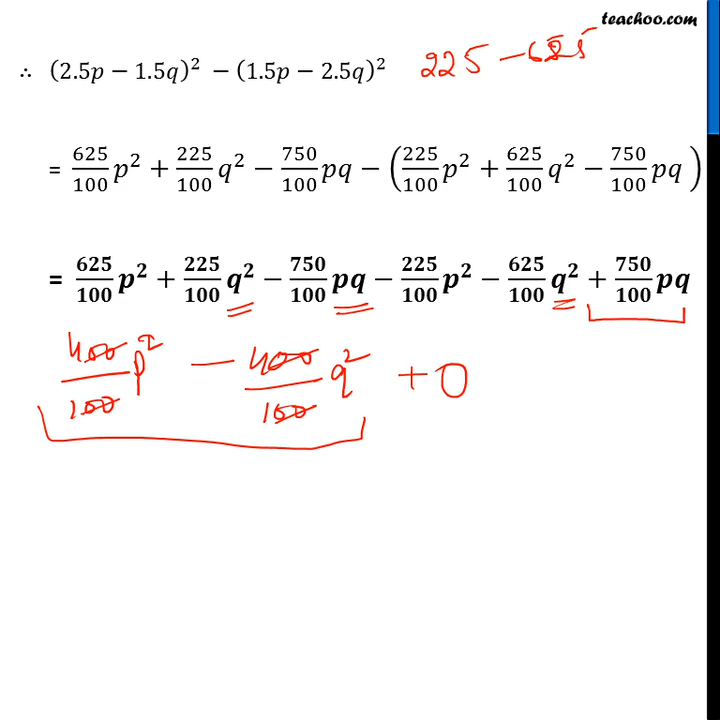 teachoo.com
∴ (2.5p − 1.5q)² − (1.5p − 2.5q)² 225 − 625
= 625/100 p² + 225/100 q² − 750/100 pq − (225/100 p² + 625/100 q² − 750/100 pq )
= 625/100 p² + 225/100 q² − 750/100 pq − 225/100 p² − 625/100 q² + 750/100 pq
400/100 p² − 400/100 q² + 0